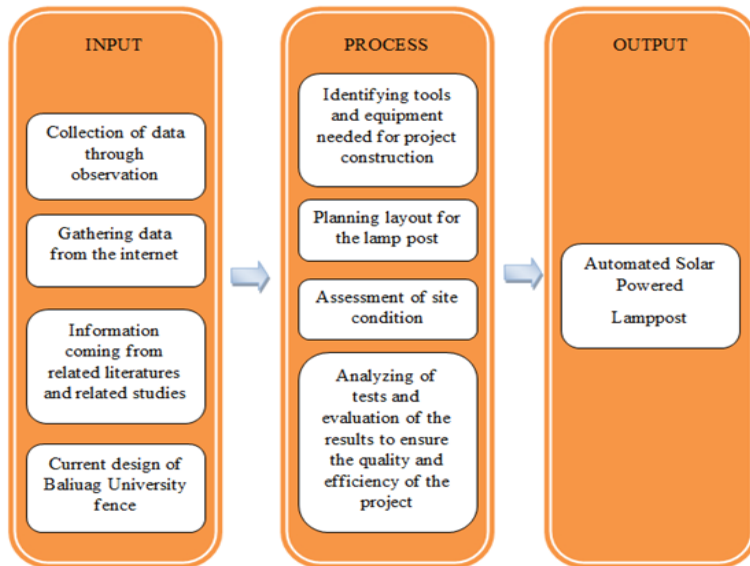 INPUT
Collection of data
through
observation
Gathering data
from the internet
Information
coming from
related literatures
and related studies
Current design of
Baliuag University
fence
PROCESS
Identifying tools
and equipment
needed for project
construction
Planning layout for
the lamp post
Assessment of site
condition
Analyzing of
tests and
evaluation of the
results to ensure
the quality and
efficiency of the
project
OUTPUT
Automated Solar
Powered
Lamppost